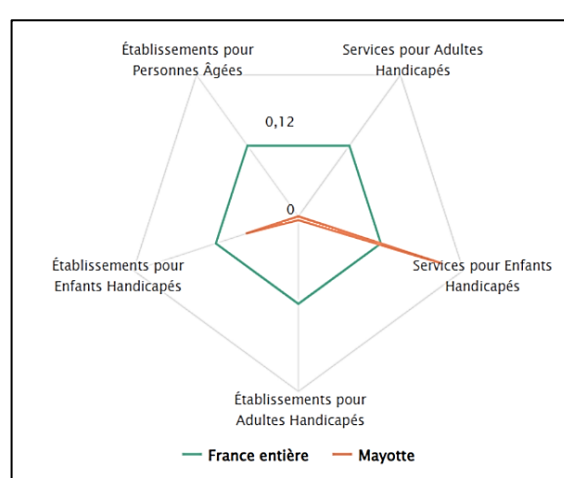 Établissements pour
Personnes Âgées
Services pour Adultes
Handicapés
0,12
0
Établissements pour
Enfants Handicapés
Services pour Enfants
Handicapés
Établissements pour
Adultes Handicapés
France entière
Mayotte